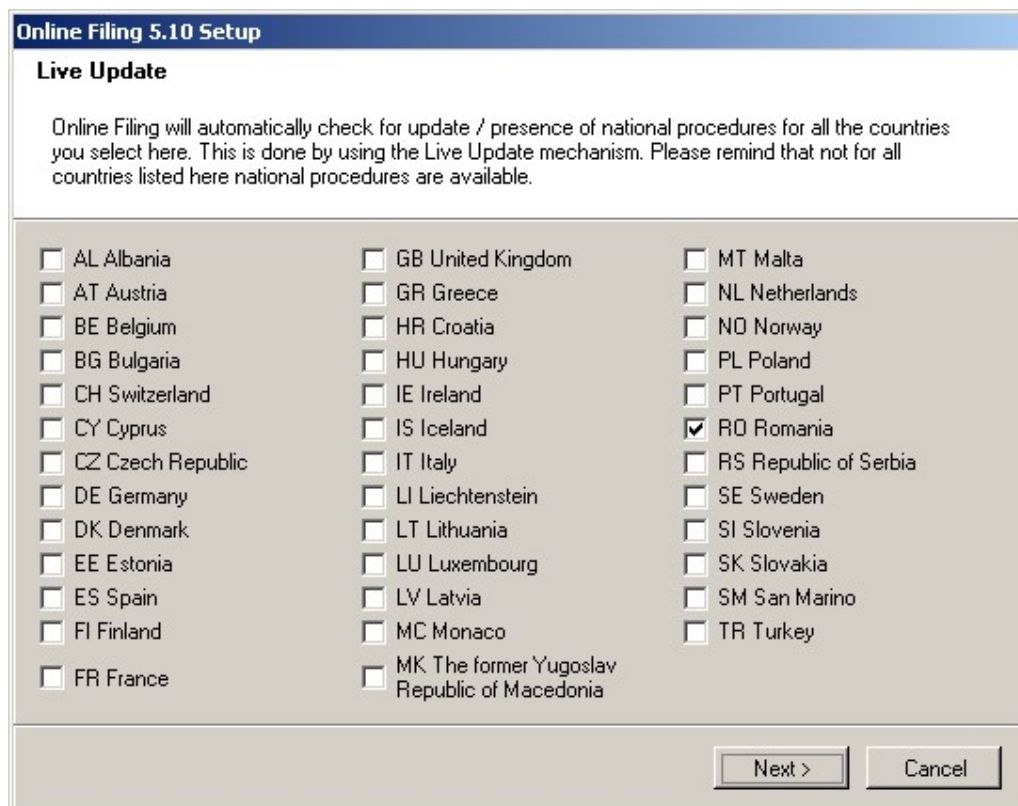 Online Filing 5.10 Setup
Live Update
Online Filing will automatically check for update / presence of national procedures for all the countries
you select here. This is done by using the Live Update mechanism. Please remind that not for all
countries listed here national procedures are available.
AL Albania
AT Austria
BE Belgium
BG Bulgaria
CH Switzerland
CY Cyprus
CZ Czech Republic
DE Germany
DK Denmark
EE Estonia
ES Spain
FI Finland
FR France
GB United Kingdom
GR Greece
HR Croatia
HU Hungary
IE Ireland
IS Iceland
IT Italy
LI Liechtenstein
LT Lithuania
LU Luxembourg
LV Latvia
MC Monaco
MK The former Yugoslav
Republic of Macedonia
MT Malta
NL Netherlands
NO Norway
PL Poland
PT Portugal
RO Romania
RS Republic of Serbia
SE Sweden
SI Slovenia
SK Slovakia
SM San Marino
TR Turkey
Next >
Cancel